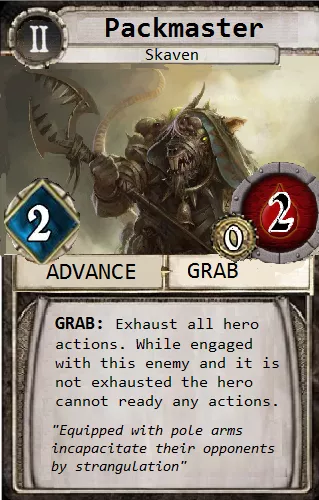 II
Packmaster
Skaven
2
0
2
ADVANCE
GRAB
GRAB: Exhaust all hero
actions. While engaged
with this enemy and it is
not exhausted the hero
cannot ready any actions.
"Equipped with pole arms
incapacitate their opponents
by strangulation"